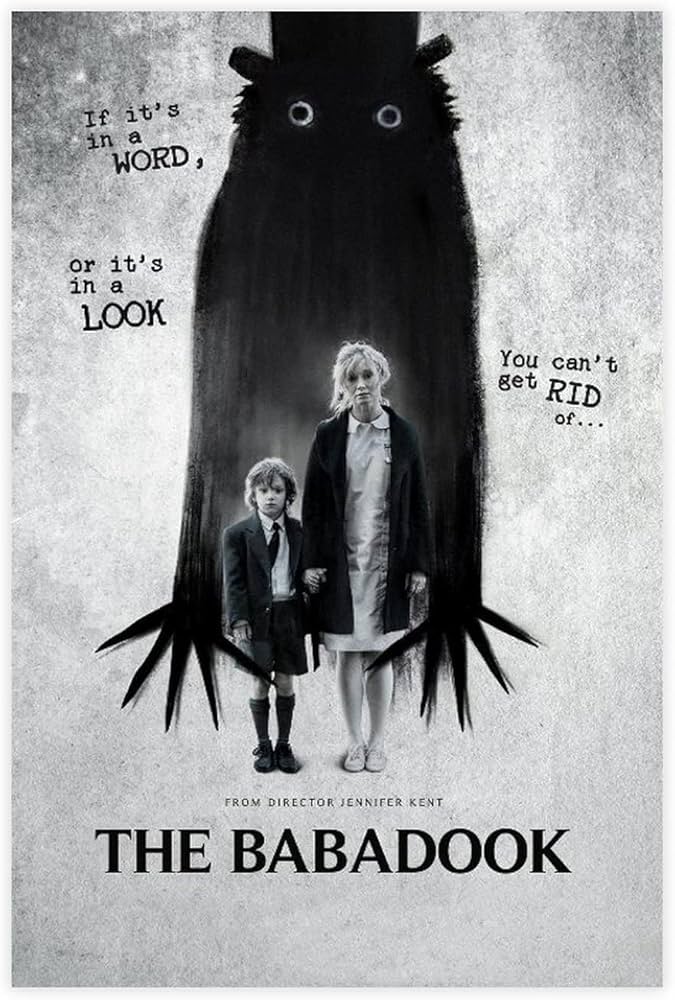 If it's
in a
WORD,
or it's
in a
LOOK
You can't
get RID
of...
FROM DIRECTOR JENNIFER KENT
THE BABADOOK